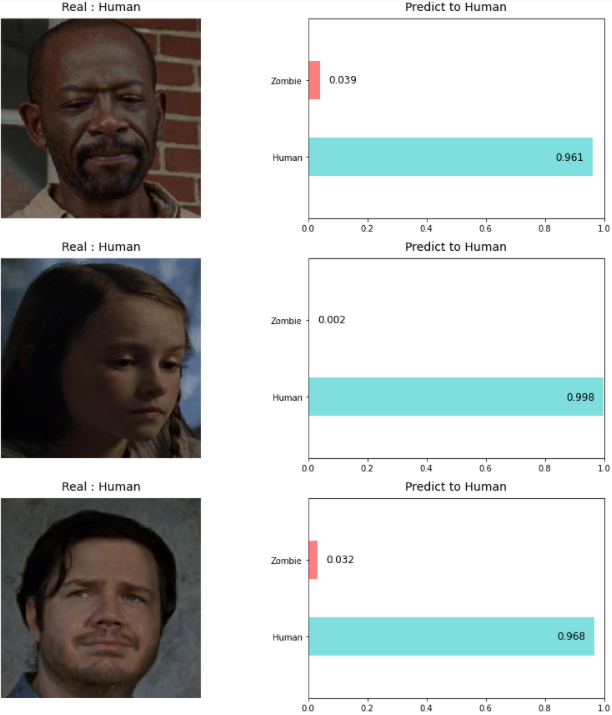 Real : Human
Predict to Human
Zombie
0.039
Human
0.961
0.0 0.2 0.4 0.6 0.8 1.0
Real : Human
Predict to Human
Zombie
0.002
Human
0.998
0.0 0.2 0.4 0.6 0.8 1.0
Real : Human
Predict to Human
Zombie
0.032
Human
0.968
0.0 0.2 0.4 0.6 0.8 1.0